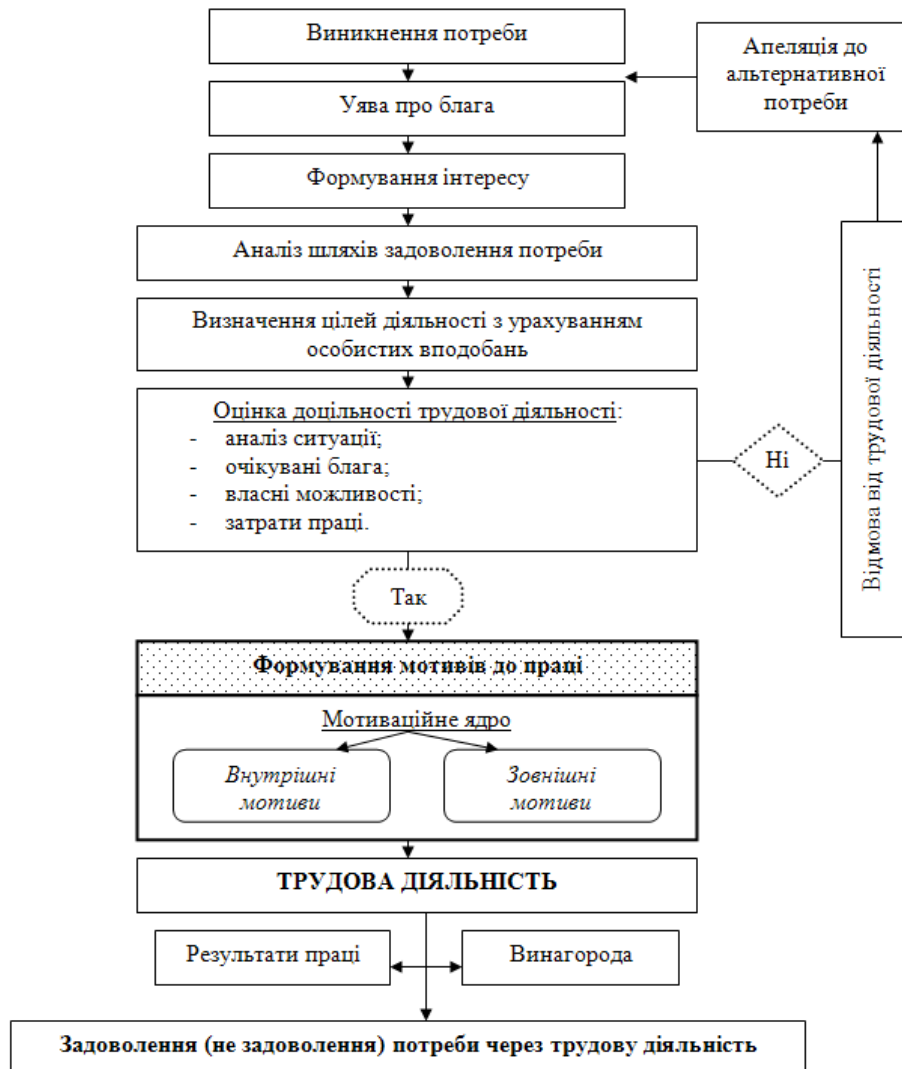 Виникнення потреби
Апеляція до
альтернативної
потреби
Уява про блага
Формування інтересу
Аналіз шляхів задоволення потреби
Визначення цілей діяльності з урахуванням
особистих вподобань
Оцінка доцільності трудової діяльності:
- аналіз ситуації;
- очікувані блага;
- власні можливості;
- затрати праці.
Ні
Відмова від трудової діяльності
Так
Формування мотивів до праці
Мотиваційне ядро
Внутрішні
мотиви
Зовнішні
мотиви
ТРУДОВА ДІЯЛЬНІСТЬ
Результати праці
Винагорода
Задоволення (не задоволення) потреби через трудову діяльність